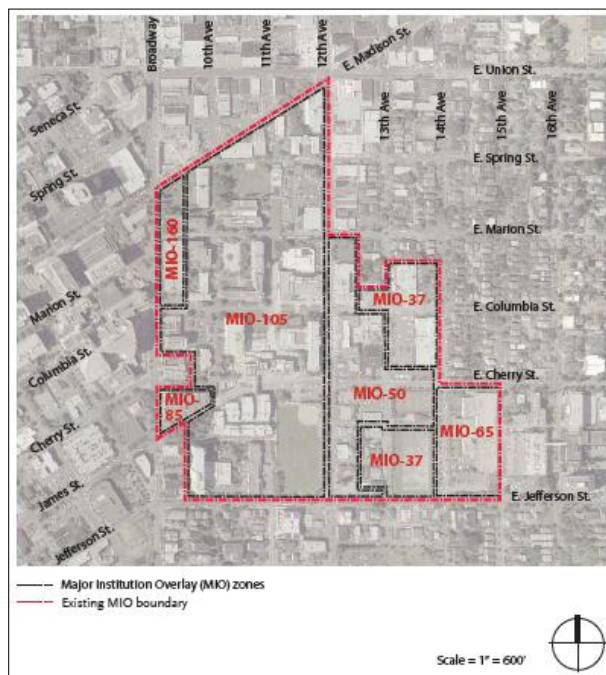 Broadway
10th Ave
11th Ave
12th Ave
E. Madison St.
E. Union St.
13th Ave
14th Ave
15th Ave
16th Ave
Seneca St.
Spring St.
E. Spring St.
E. Marion St.
MIO-160
Marion St.
MIO-105
MIO-37
E. Columbia St.
Columbia St.
E. Cherry St.
MIO-
85
MIO-50
MIO-65
Cherry St.
MIO-37
James St.
E. Jefferson St.
Jefferson St.
Major Institution Overlay (MIO) zones
Existing MIO boundary
Scale = 1" = 600'